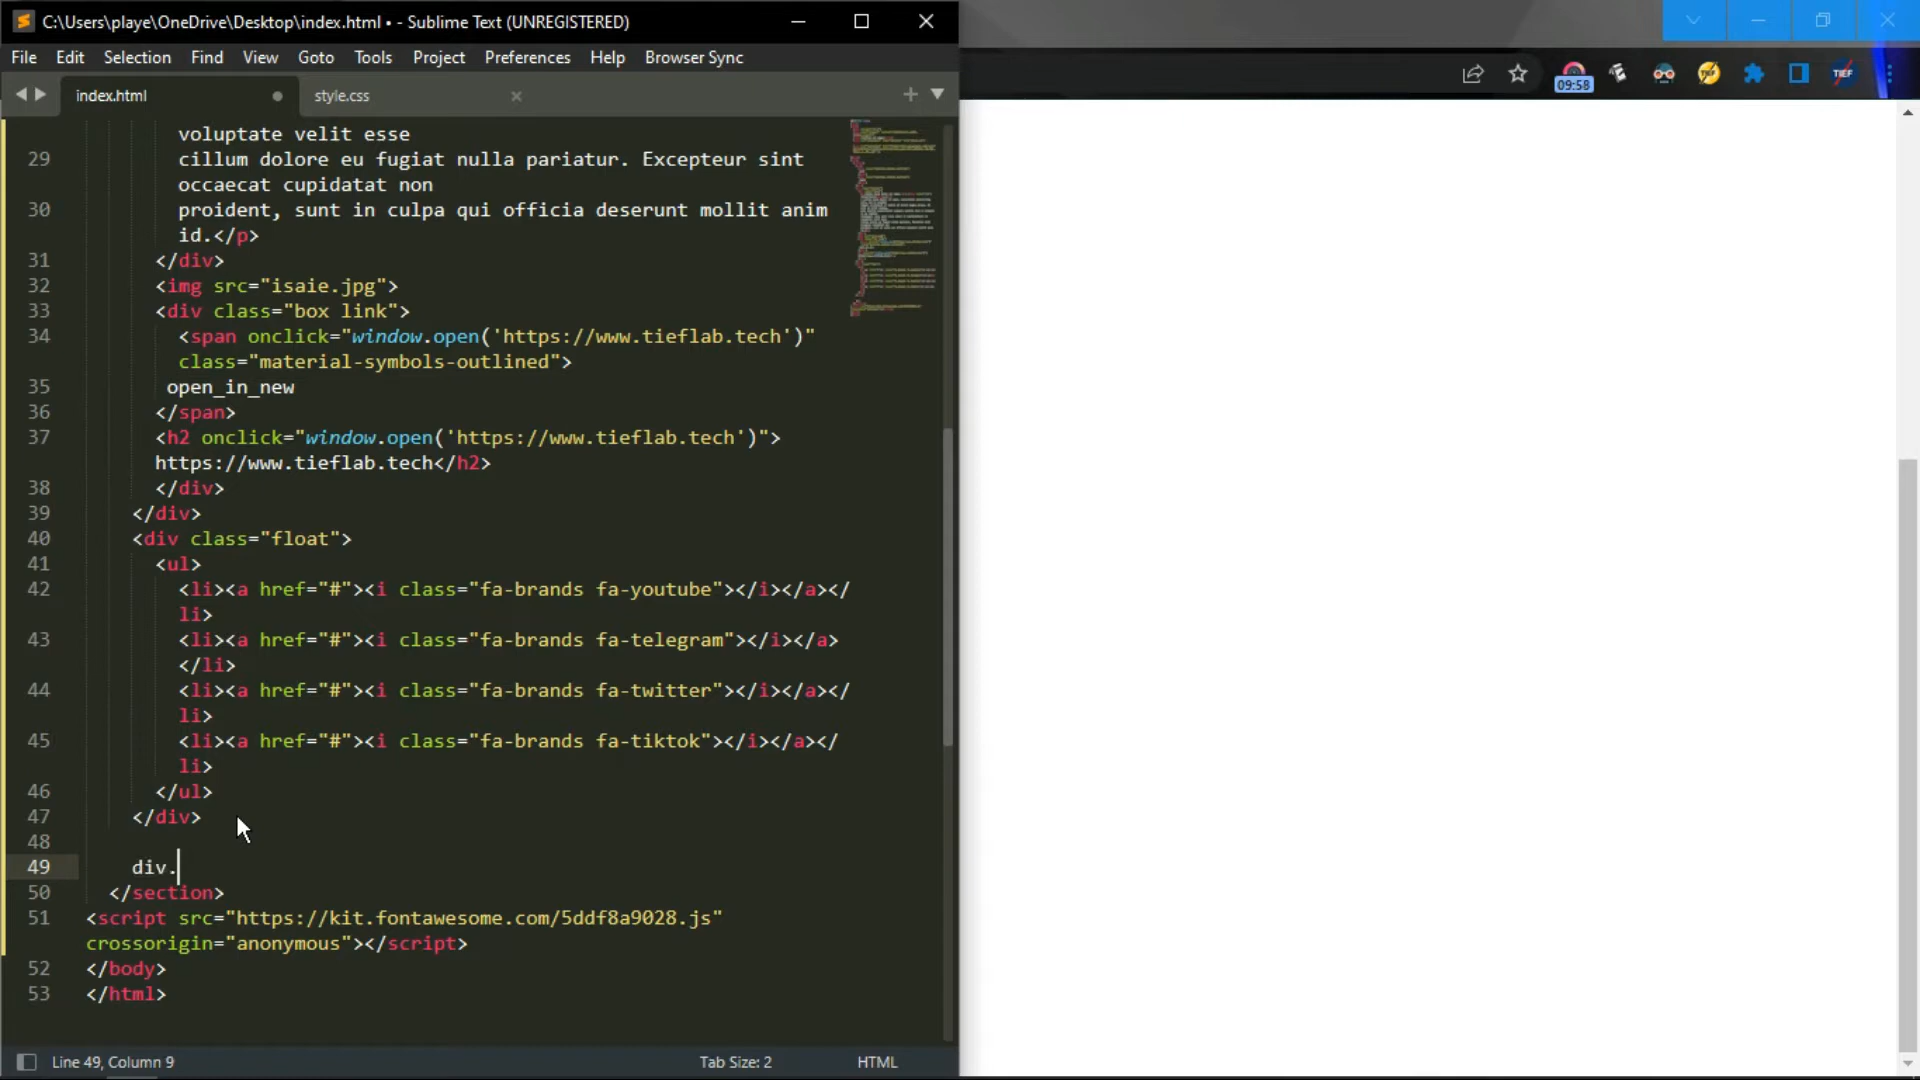 C:\Users\playe\OneDrive\Desktop\index.html • - Sublime Text (UNREGISTERED)
File Edit Selection Find View Goto Tools Project Preferences Help Browser Sync
index.html
style.css
09:58
TIEF
voluptate velit esse
29 cillum dolore eu fugiat nulla pariatur. Excepteur sint
occaecat cupidatat non
30 proident, sunt in culpa qui officia deserunt mollit anim
id.</p>
31 </div>
32 <img src="isaie.jpg">
33 <div class="box link">
34 <span onclick="window.open('https://www.tieflab.tech')"
class="material-symbols-outlined">
35 open_in_new
36 </span>
37 <h2 onclick="window.open('https://www.tieflab.tech')">
https://www.tieflab.tech</h2>
38 </div>
39 </div>
40 <div class="float">
41 <ul>
42 <li><a href="#"><i class="fa-brands fa-youtube"></i></a></
li>
43 <li><a href="#"><i class="fa-brands fa-telegram"></i></a>
</li>
44 <li><a href="#"><i class="fa-brands fa-twitter"></i></a></
li>
45 <li><a href="#"><i class="fa-brands fa-tiktok"></i></a></
li>
46 </ul>
47 </div>
48
49 div.
50 </section>
51 <script src="https://kit.fontawesome.com/5ddf8a9028.js"
crossorigin="anonymous"></script>
52 </body>
53 </html>
Line 49, Column 9
Tab Size: 2
HTML